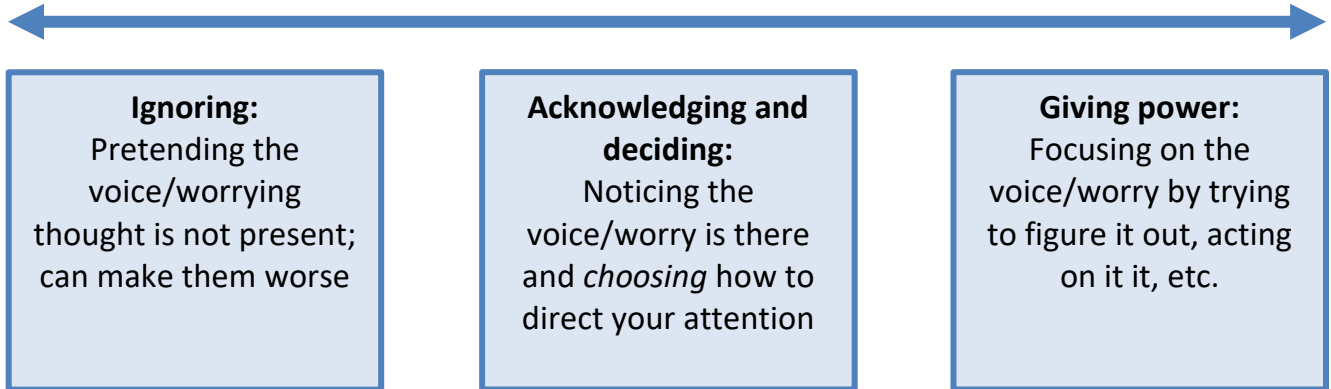 Ignoring:
Pretending the
voice/worrying
thought is not present;
can make them worse
Acknowledging and
deciding:
Noticing the
voice/worry is there
and choosing how to
direct your attention
Giving power:
Focusing on the
voice/worry by trying
to figure it out, acting
on it it, etc.